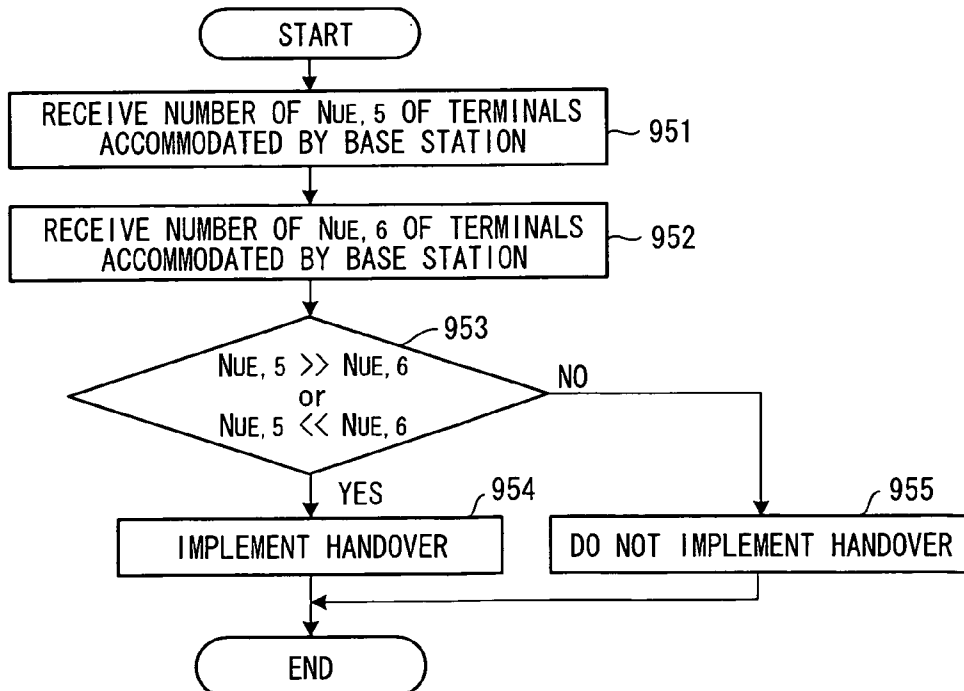 START
RECEIVE NUMBER OF NUE, 5 OF TERMINALS
ACCOMMODATED BY BASE STATION
951
RECEIVE NUMBER OF NUE, 6 OF TERMINALS
ACCOMMODATED BY BASE STATION
952
953
NUE, 5 >> NUE, 6
or
NUE, 5 << NUE, 6
NO
YES
954
955
IMPLEMENT HANDOVER
DO NOT IMPLEMENT HANDOVER
END